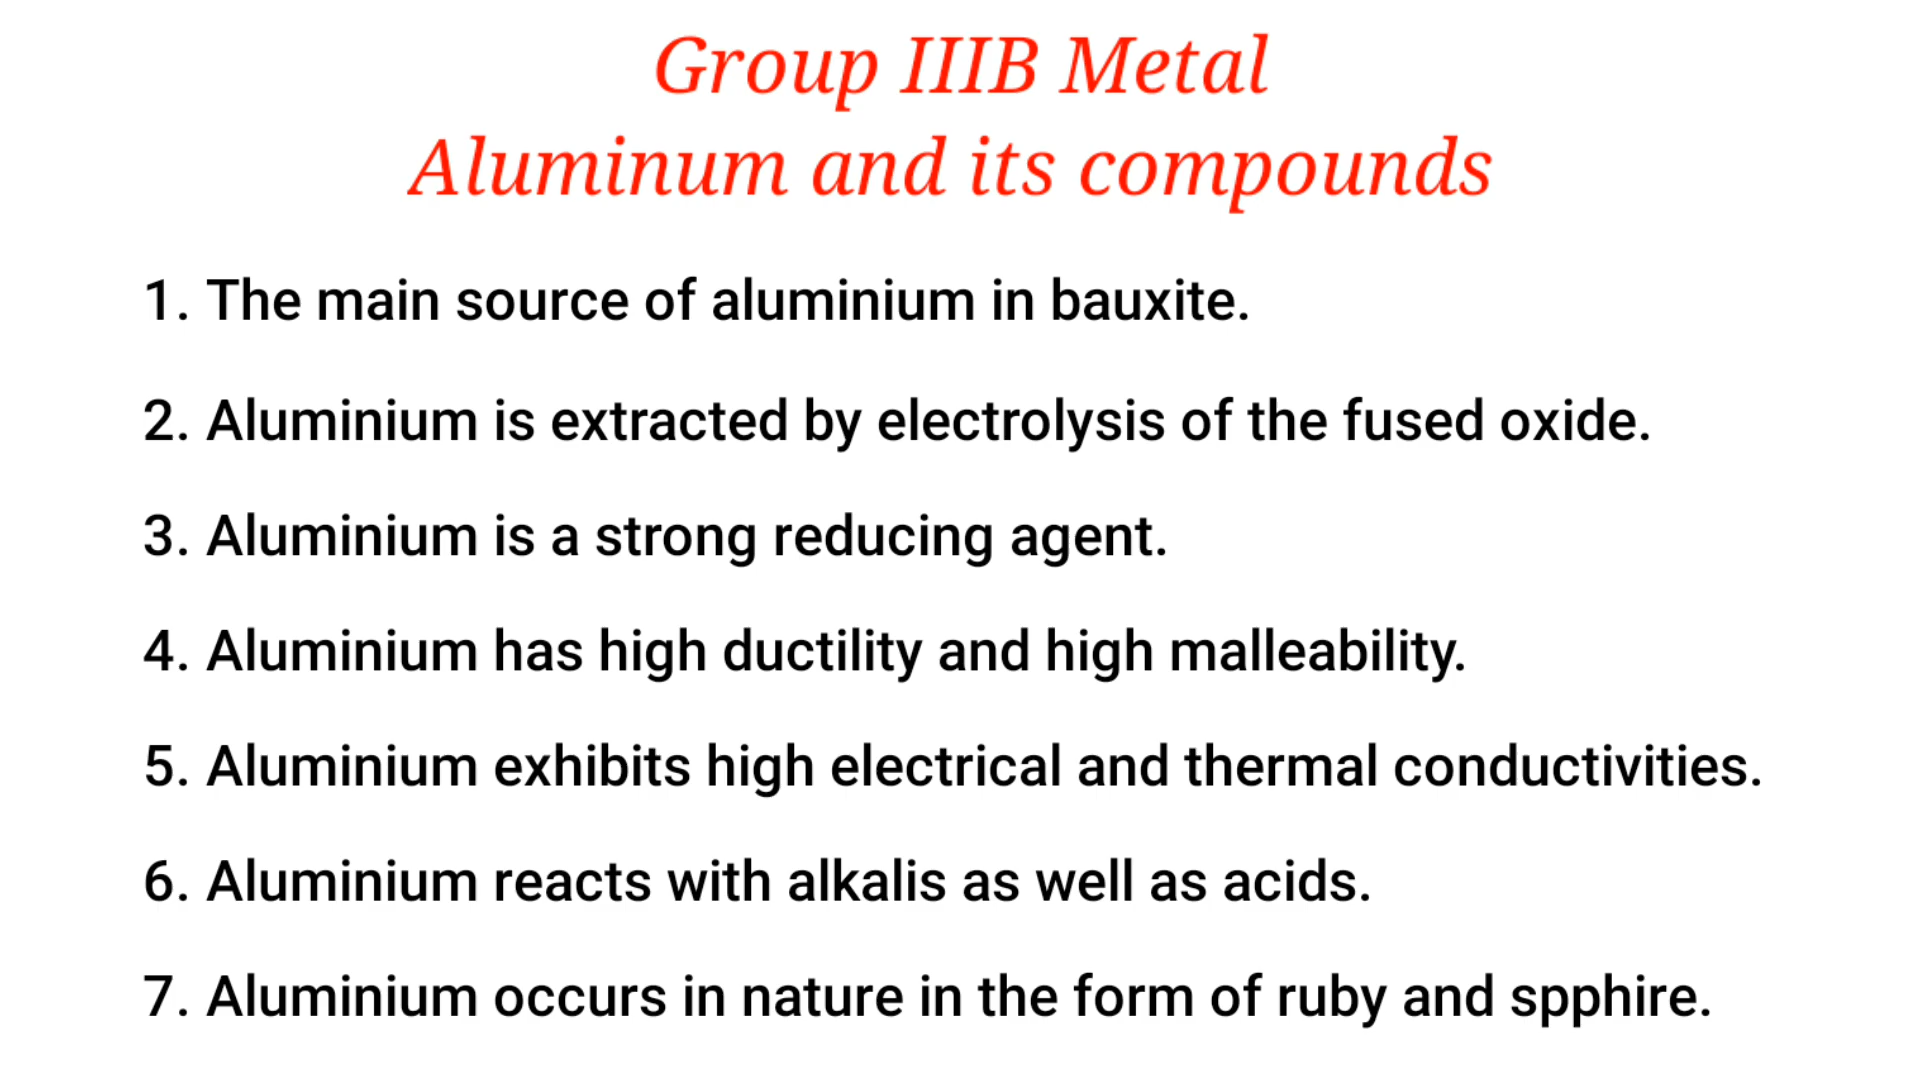 Group IIIB Metal
Aluminum and its compounds
1. The main source of aluminium in bauxite.
2. Aluminium is extracted by electrolysis of the fused oxide.
3. Aluminium is a strong reducing agent.
4. Aluminium has high ductility and high malleability.
5. Aluminium exhibits high electrical and thermal conductivities.
6. Aluminium reacts with alkalis as well as acids.
7. Aluminium occurs in nature in the form of ruby and spphire.